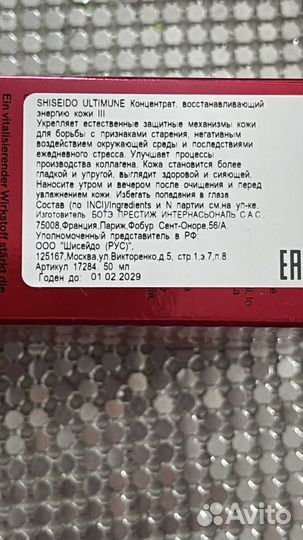 SHISEIDO ULTIMUNE Концентрат, восстанавливающий
энергию кожи III
Укрепляет естественные защитные механизмы кожи
для борьбы с признаками старения, негативным
воздействием окружающей среды и последствиями
ежедневного стресса. Улучшает процессы
производства коллагена. Кожа становится более
гладкой и упругой, выглядит здоровой и сияющей.
Наносите утром и вечером после очищения и перед
увлажнением кожи. Избегать попадания в глаза
Состав (по INCI)/Ingredients и N партии см.на уп-ке.
Изготовитель БОТЭ ПРЕСТИЖ ИНТЕРНАСЬОНАЛЬ С.А.С.,
75008,Франция,Париж,Фобур Сент-Оноре,56/А
Уполномоченный представитель в РФ:
ООО "Шисейдо (РУС)",
125167,Москва,ул.Викторенко,д.5,стр.1,э.7,п.8.
Артикул 17284, 50 мл
Годен до: 01 02 2029
EAC
Ein vitalisierender Wirkstoff stärkt die
Avito